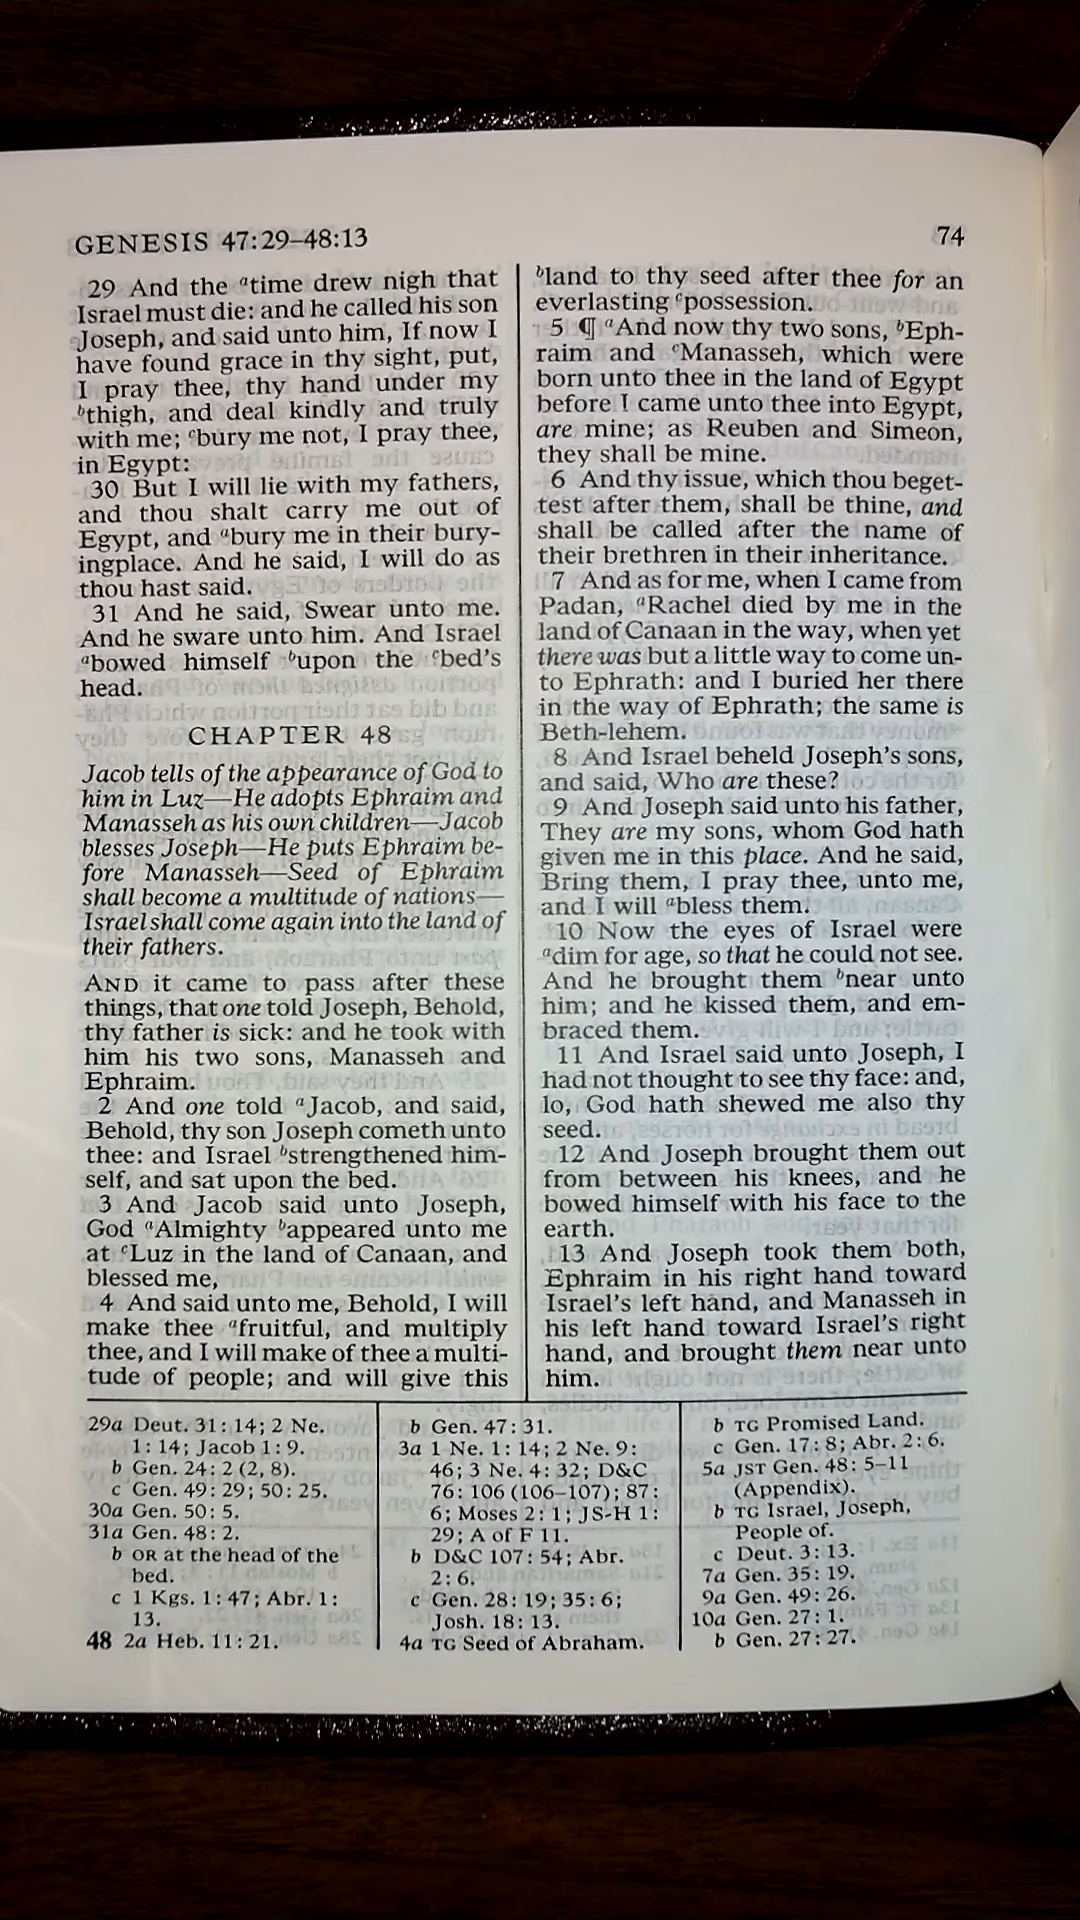 GENESIS 47:29–48:13
74
29 And the ᵃtime drew nigh that
Israel must die: and he called his son
Joseph, and said unto him, If now I
have found grace in thy sight, put,
I pray thee, thy hand under my
ᵇthigh, and deal kindly and truly
with me; ᶜbury me not, I pray thee,
in Egypt:
30 But I will lie with my fathers,
and thou shalt carry me out of
Egypt, and ᵃbury me in their bury-
ingplace. And he said, I will do as
thou hast said.
31 And he said, Swear unto me.
And he sware unto him. And Israel
ᵃbowed himself ᵇupon the ᶜbed's
head.
CHAPTER 48
Jacob tells of the appearance of God to
him in Luz—He adopts Ephraim and
Manasseh as his own children—Jacob
blesses Joseph—He puts Ephraim be-
fore Manasseh—Seed of Ephraim
shall become a multitude of nations—
Israel shall come again into the land of
their fathers.
AND it came to pass after these
things, that one told Joseph, Behold,
thy father is sick: and he took with
him his two sons, Manasseh and
Ephraim.
2 And one told ᵃJacob, and said,
Behold, thy son Joseph cometh unto
thee: and Israel ᵇstrengthened him-
self, and sat upon the bed.
3 And Jacob said unto Joseph,
God ᵃAlmighty ᵇappeared unto me
at ᶜLuz in the land of Canaan, and
blessed me,
4 And said unto me, Behold, I will
make thee ᵃfruitful, and multiply
thee, and I will make of thee a multi-
tude of people; and will give this
ᵇland to thy seed after thee for an
everlasting ᶜpossession.
5 ¶ ᵃAnd now thy two sons, ᵇEph-
raim and ᶜManasseh, which were
born unto thee in the land of Egypt
before I came unto thee into Egypt,
are mine; as Reuben and Simeon,
they shall be mine.
6 And thy issue, which thou beget-
test after them, shall be thine, and
shall be called after the name of
their brethren in their inheritance.
7 And as for me, when I came from
Padan, ᵃRachel died by me in the
land of Canaan in the way, when yet
there was but a little way to come un-
to Ephrath: and I buried her there
in the way of Ephrath; the same is
Beth-lehem.
8 And Israel beheld Joseph's sons,
and said, Who are these?
9 And Joseph said unto his father,
They are my sons, whom God hath
given me in this place. And he said,
Bring them, I pray thee, unto me,
and I will ᵃbless them.
10 Now the eyes of Israel were
ᵃdim for age, so that he could not see.
And he brought them ᵇnear unto
him; and he kissed them, and em-
braced them.
11 And Israel said unto Joseph, I
had not thought to see thy face: and,
lo, God hath shewed me also thy
seed.
12 And Joseph brought them out
from between his knees, and he
bowed himself with his face to the
earth.
13 And Joseph took them both,
Ephraim in his right hand toward
Israel's left hand, and Manasseh in
his left hand toward Israel's right
hand, and brought them near unto
him.
29a Deut. 31: 14; 2 Ne.
1: 14; Jacob 1: 9.
b Gen. 24: 2 (2, 8).
c Gen. 49: 29; 50: 25.
30a Gen. 50: 5.
31a Gen. 48: 2.
b OR at the head of the
bed.
c 1 Kgs. 1: 47; Abr. 1:
13.
48 2a Heb. 11: 21.
b Gen. 47: 31.
3a 1 Ne. 1: 14; 2 Ne. 9:
46; 3 Ne. 4: 32; D&C
76: 106 (106–107); 87:
6; Moses 2: 1; JS-H 1:
29; A of F 11.
b D&C 107: 54; Abr.
2: 6.
c Gen. 28: 19; 35: 6;
Josh. 18: 13.
4a TG Seed of Abraham.
b TG Promised Land.
c Gen. 17: 8; Abr. 2: 6.
5a JST Gen. 48: 5–11
(Appendix).
b TG Israel, Joseph,
People of.
c Deut. 3: 13.
7a Gen. 35: 19.
9a Gen. 49: 26.
10a Gen. 27: 1.
b Gen. 27: 27.